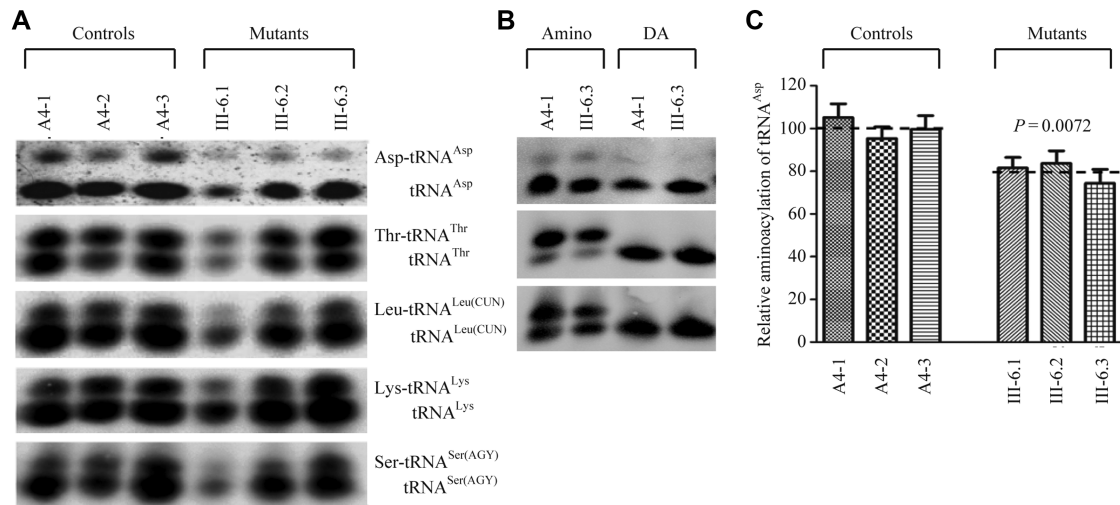 A
Controls Mutants
A4-1 A4-2 A4-3 III-6.1 III-6.2 III-6.3
Asp-tRNA^Asp
tRNA^Asp
Thr-tRNA^Thr
tRNA^Thr
Leu-tRNA^Leu(CUN)
tRNA^Leu(CUN)
Lys-tRNA^Lys
tRNA^Lys
Ser-tRNA^Ser(AGY)
tRNA^Ser(AGY)
B
Amino DA
A4-1 III-6.3 A4-1 III-6.3
C
Controls Mutants
Relative aminoacylation of tRNA^Asp
120
100
80
60
40
20
0
P = 0.0072
A4-1 A4-2 A4-3 III-6.1 III-6.2 III-6.3